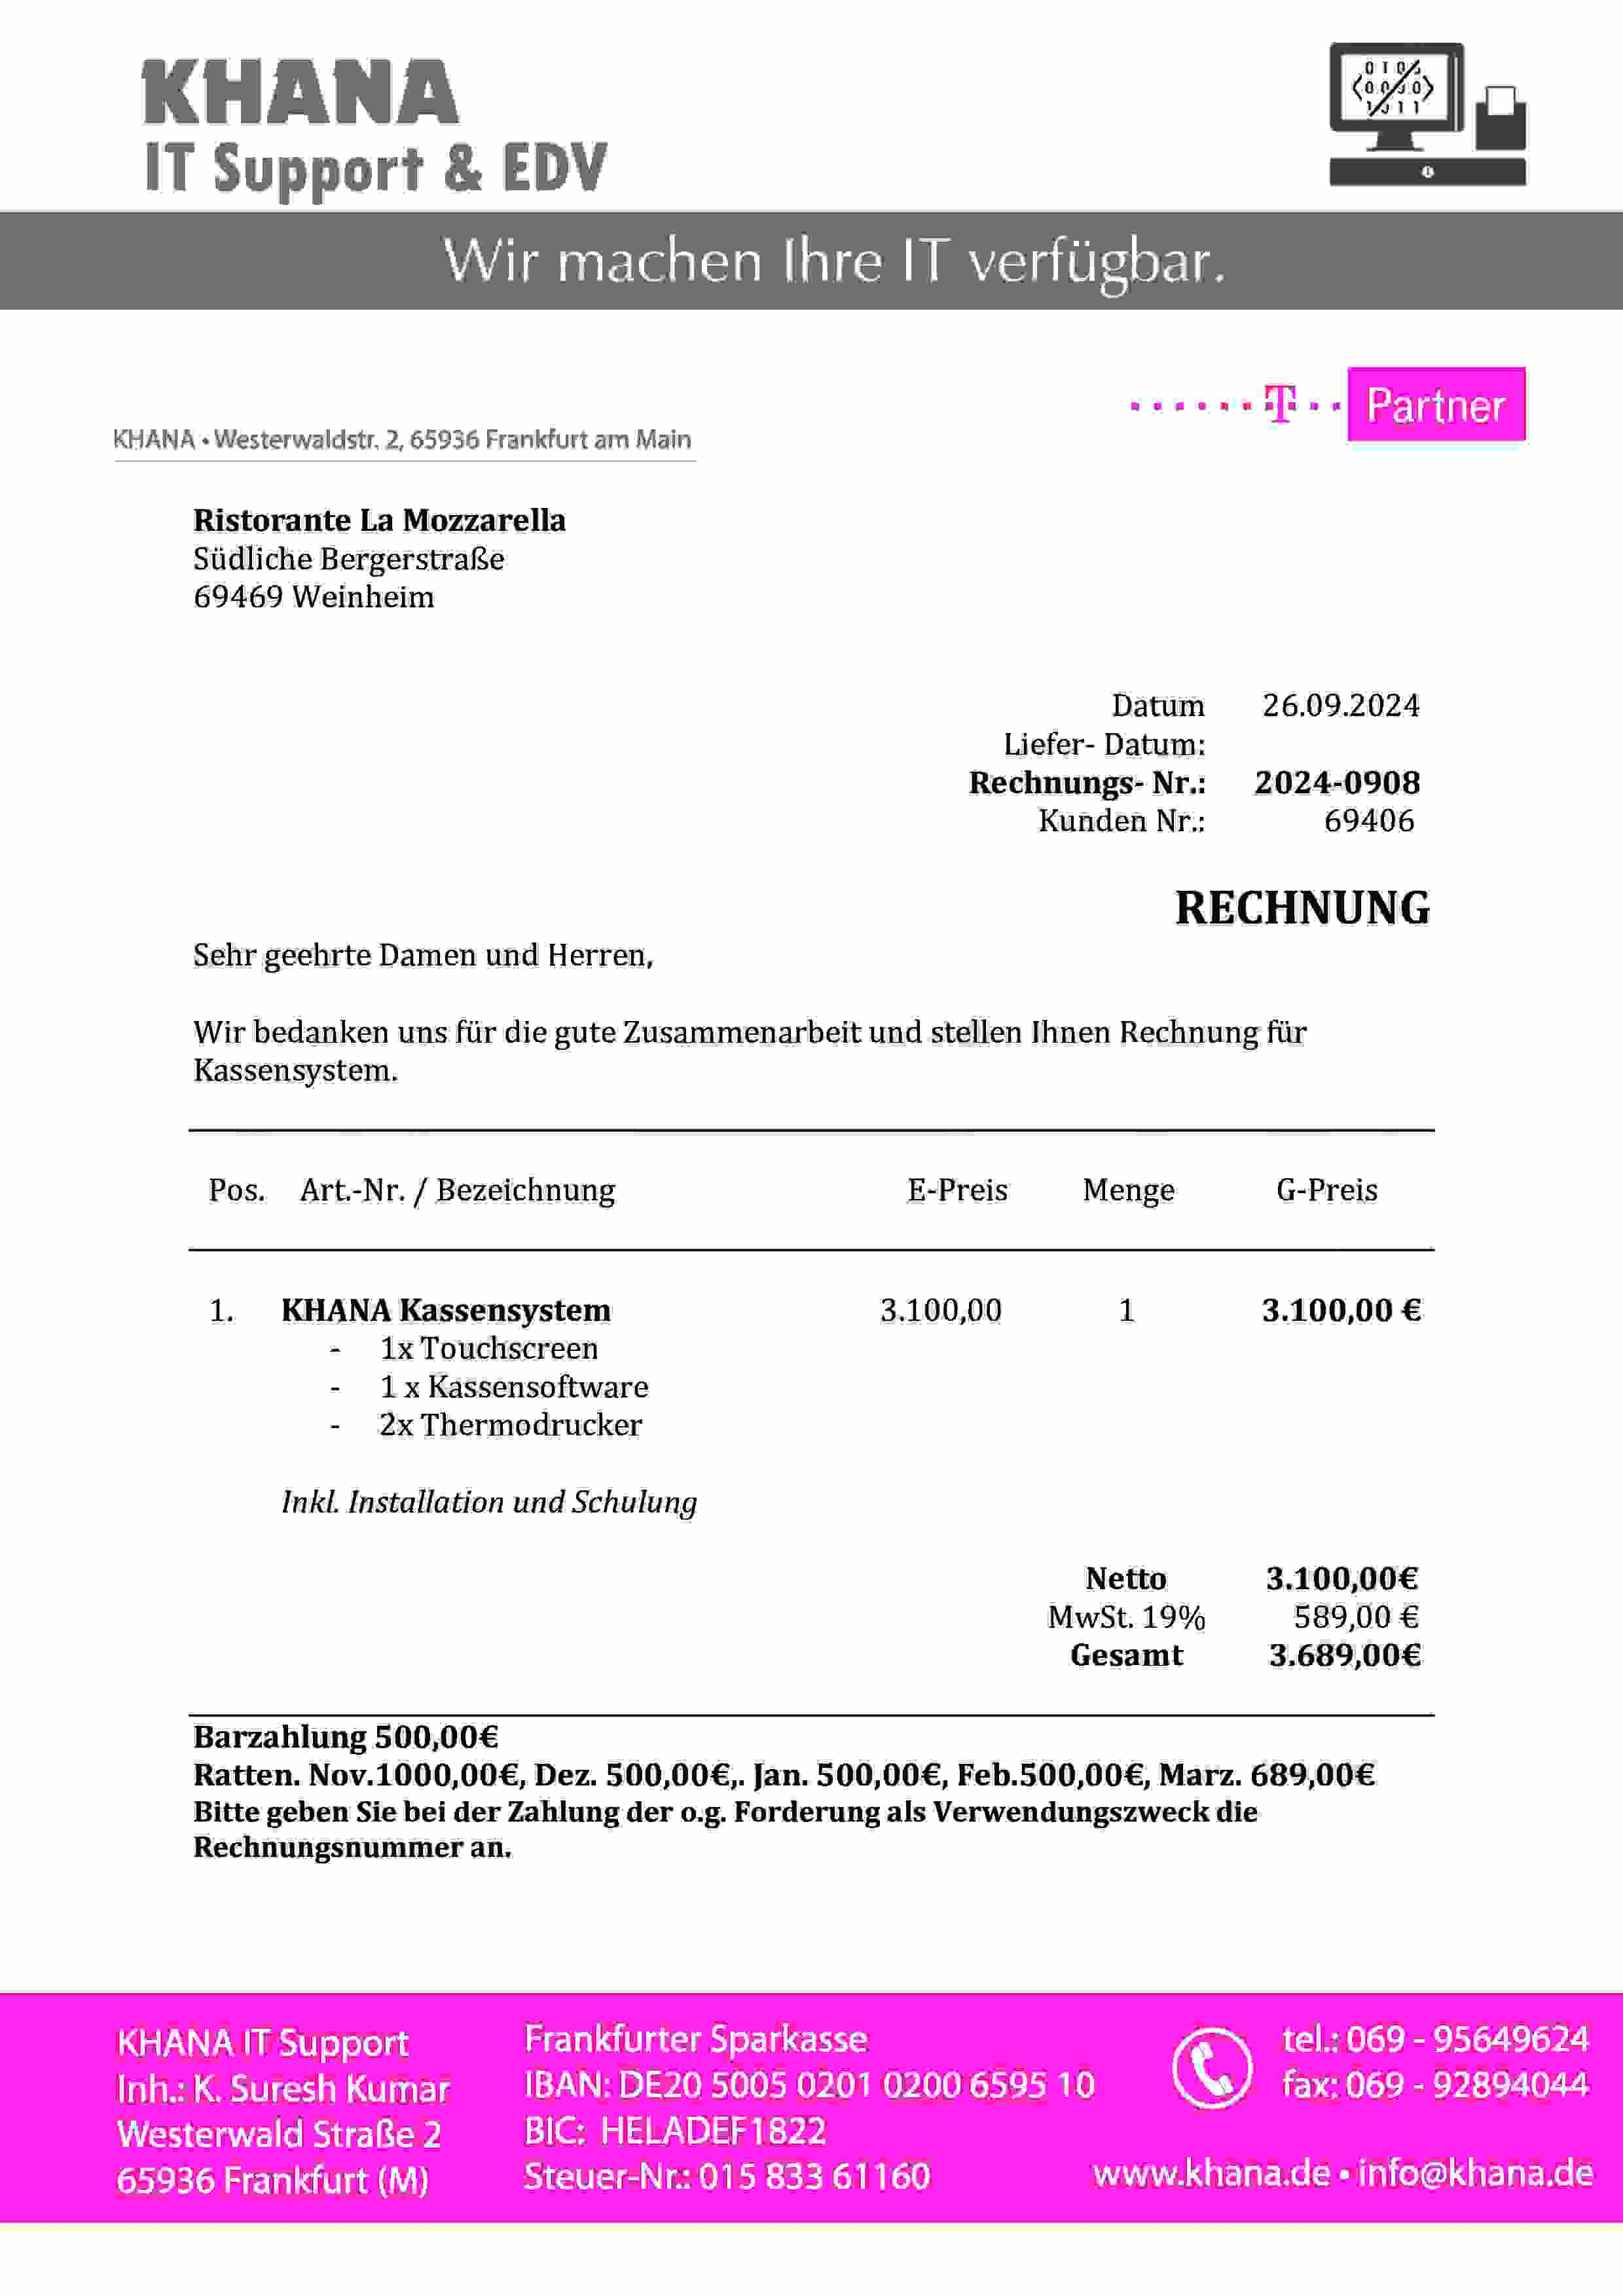 KHANA
IT Support & EDV
Wir machen Ihre IT verfügbar.
T Partner
KHANA • Westerwaldstr. 2, 65936 Frankfurt am Main
Ristorante La Mozzarella
Südliche Bergerstraße
69469 Weinheim
Datum 26.09.2024
Liefer- Datum:
Rechnungs- Nr.: 2024-0908
Kunden Nr.: 69406
RECHNUNG
Sehr geehrte Damen und Herren,
Wir bedanken uns für die gute Zusammenarbeit und stellen Ihnen Rechnung für
Kassensystem.
Pos. Art.-Nr. / Bezeichnung E-Preis Menge G-Preis
1. KHANA Kassensystem 3.100,00 1 3.100,00 €
- 1x Touchscreen
- 1 x Kassensoftware
- 2x Thermodrucker
Inkl. Installation und Schulung
Netto 3.100,00€
MwSt. 19% 589,00 €
Gesamt 3.689,00€
Barzahlung 500,00€
Ratten. Nov.1000,00€, Dez. 500,00€,. Jan. 500,00€, Feb.500,00€, Marz. 689,00€
Bitte geben Sie bei der Zahlung der o.g. Forderung als Verwendungszweck die
Rechnungsnummer an.
KHANA IT Support
Inh.: K. Suresh Kumar
Westerwald Straße 2
65936 Frankfurt (M)
Frankfurter Sparkasse
IBAN: DE20 5005 0201 0200 6595 10
BIC: HELADEF1822
Steuer-Nr.: 015 833 61160
tel.: 069 - 95649624
fax: 069 - 92894044
www.khana.de • info@khana.de